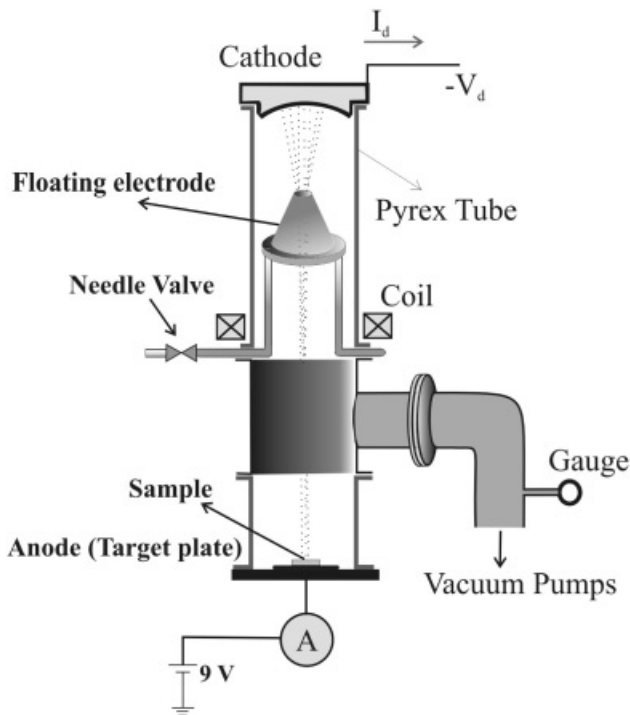 I_d
Cathode
-V_d
Floating electrode
Pyrex Tube
Needle Valve
Coil
Gauge
Sample
Anode (Target plate)
Vacuum Pumps
A
9 V